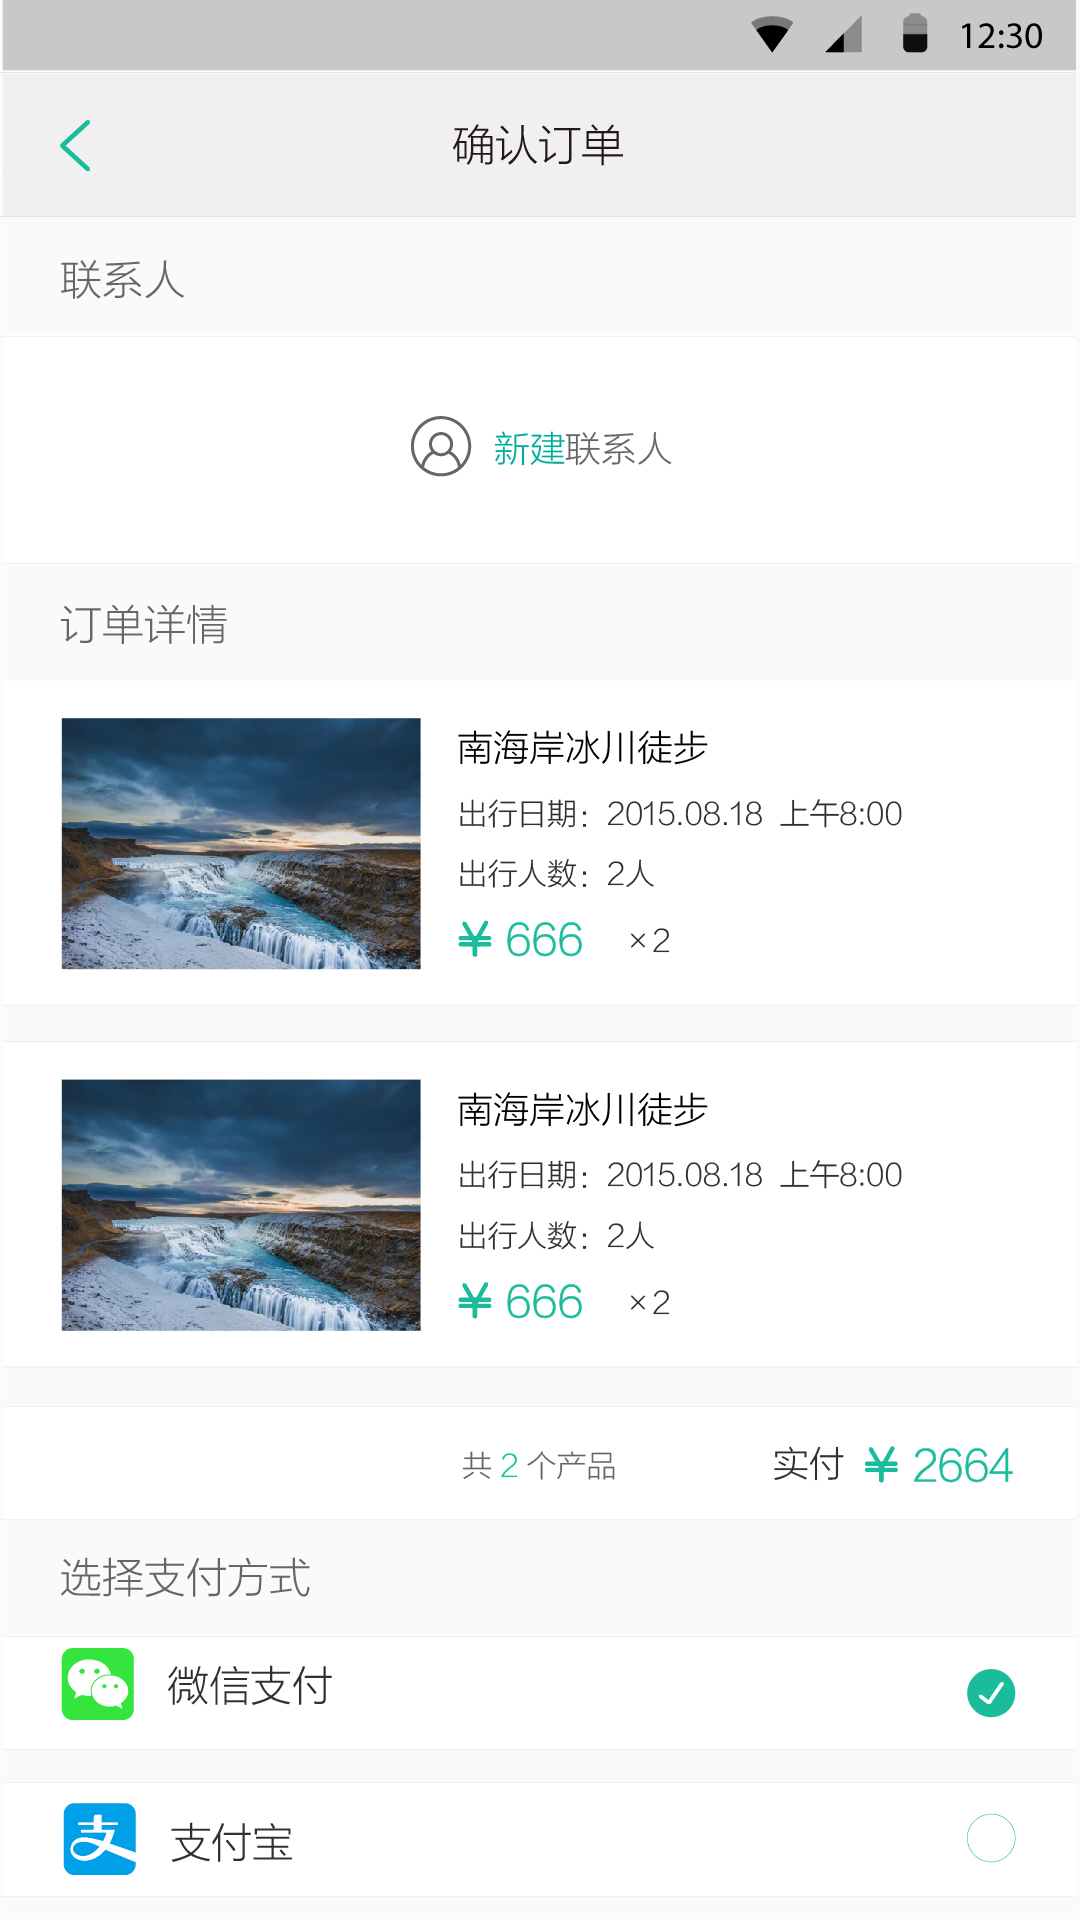 12:30
确认订单
联系人
新建联系人
订单详情
南海岸冰川徒步
出行日期：2015.08.18 上午8:00
出行人数：2人
¥ 666 ×2
南海岸冰川徒步
出行日期：2015.08.18 上午8:00
出行人数：2人
¥ 666 ×2
共 2 个产品 实付 ¥ 2664
选择支付方式
微信支付
支 支付宝